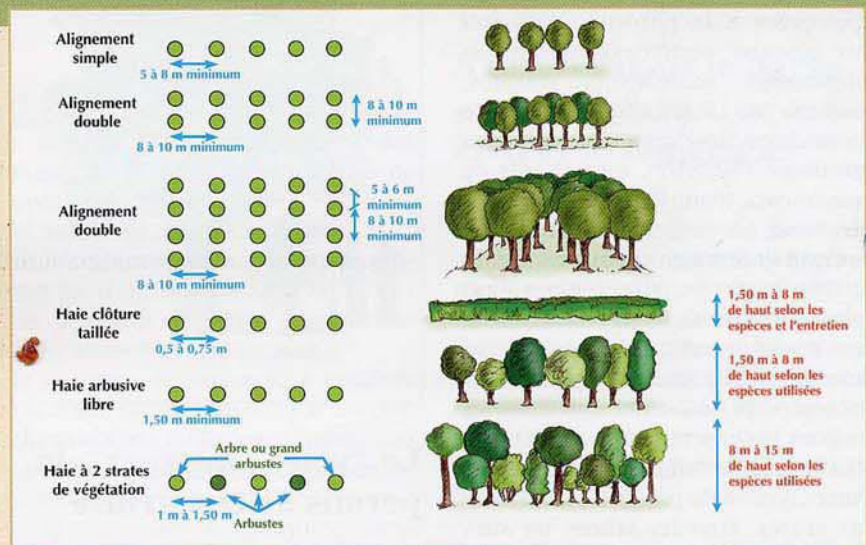 Alignement
simple
5 à 8 m minimum
Alignement
double
8 à 10 m
minimum
8 à 10 m minimum
Alignement
double
5 à 6 m
minimum
8 à 10 m
minimum
8 à 10 m minimum
Haie clôture
taillée
0,5 à 0,75 m
1,50 m à 8 m
de haut selon les
espèces et l'entretien
Haie arbusive
libre
1,50 m minimum
1,50 m à 8 m
de haut selon les
espèces utilisées
Haie à 2 strates
de végétation
Arbre ou grand
arbustes
1 m à 1,50 m
Arbustes
8 m à 15 m
de haut selon les
espèces utilisées